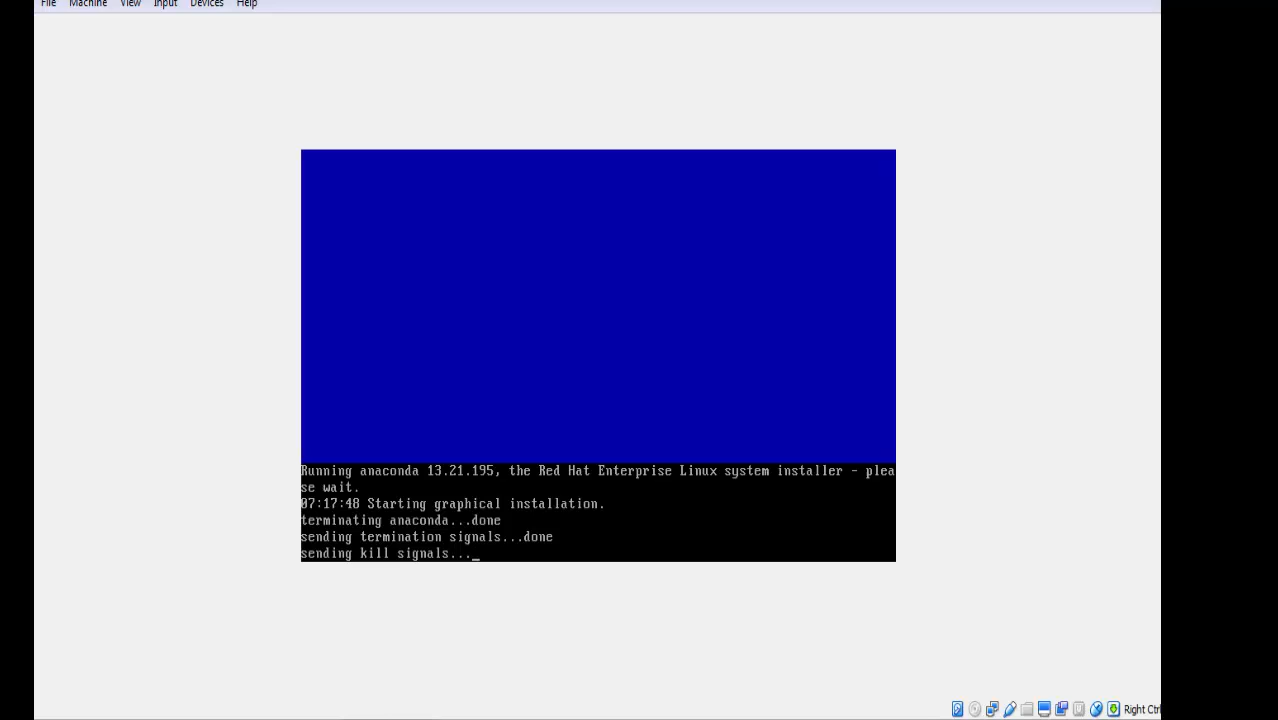 File Machine View Input Devices Help
Running anaconda 13.21.195, the Red Hat Enterprise Linux system installer - plea
se wait.
07:17:48 Starting graphical installation.
terminating anaconda...done
sending termination signals...done
sending kill signals..._
Right Ctrl